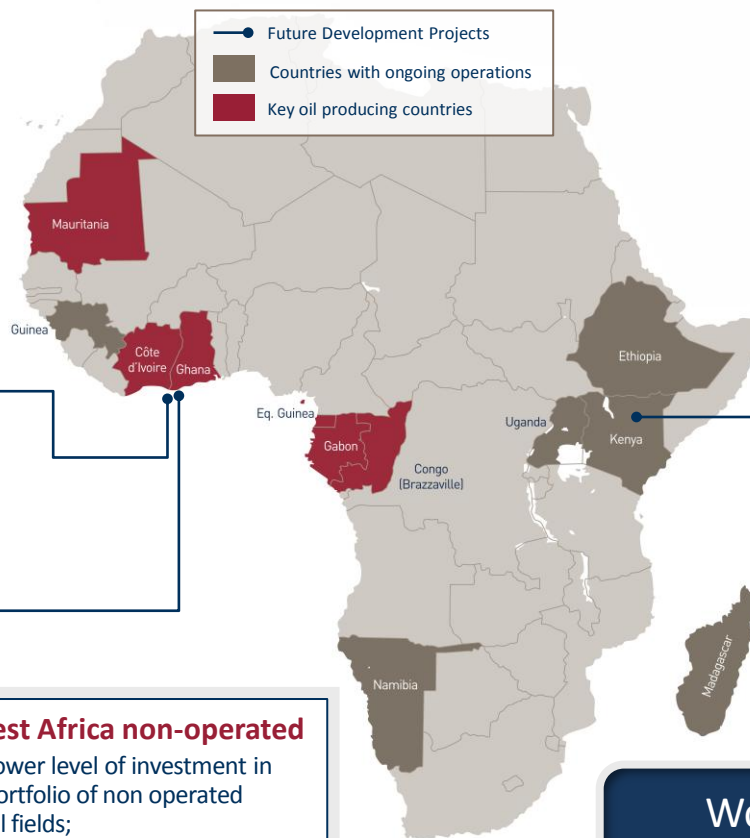 Future Development Projects
Countries with ongoing operations
Key oil producing countries
Mauritania
Guinea
Côte
d'Ivoire
Ghana
Ethiopia
Eq. Guinea
Uganda
Gabon
Kenya
Congo
(Brazzaville)
Madagascar
Namibia
est Africa non-operated
ower level of investment in
ortfolio of non operated
l fields;
We